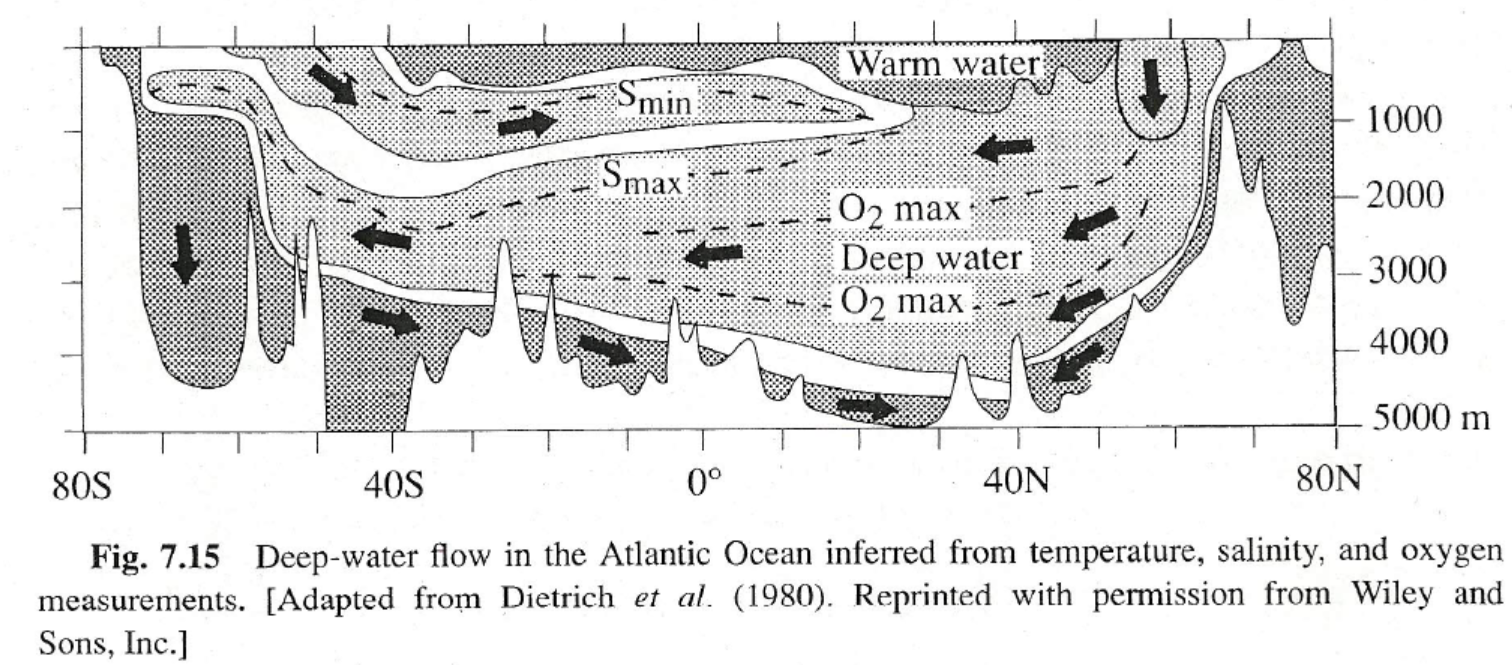 Warm water
S min
1000
S max
2000
O2 max
Deep water
3000
O2 max
4000
5000 m
80S 40S 0° 40N 80N
Fig. 7.15 Deep-water flow in the Atlantic Ocean inferred from temperature, salinity, and oxygen
measurements. [Adapted from Dietrich et al. (1980). Reprinted with permission from Wiley and
Sons, Inc.]